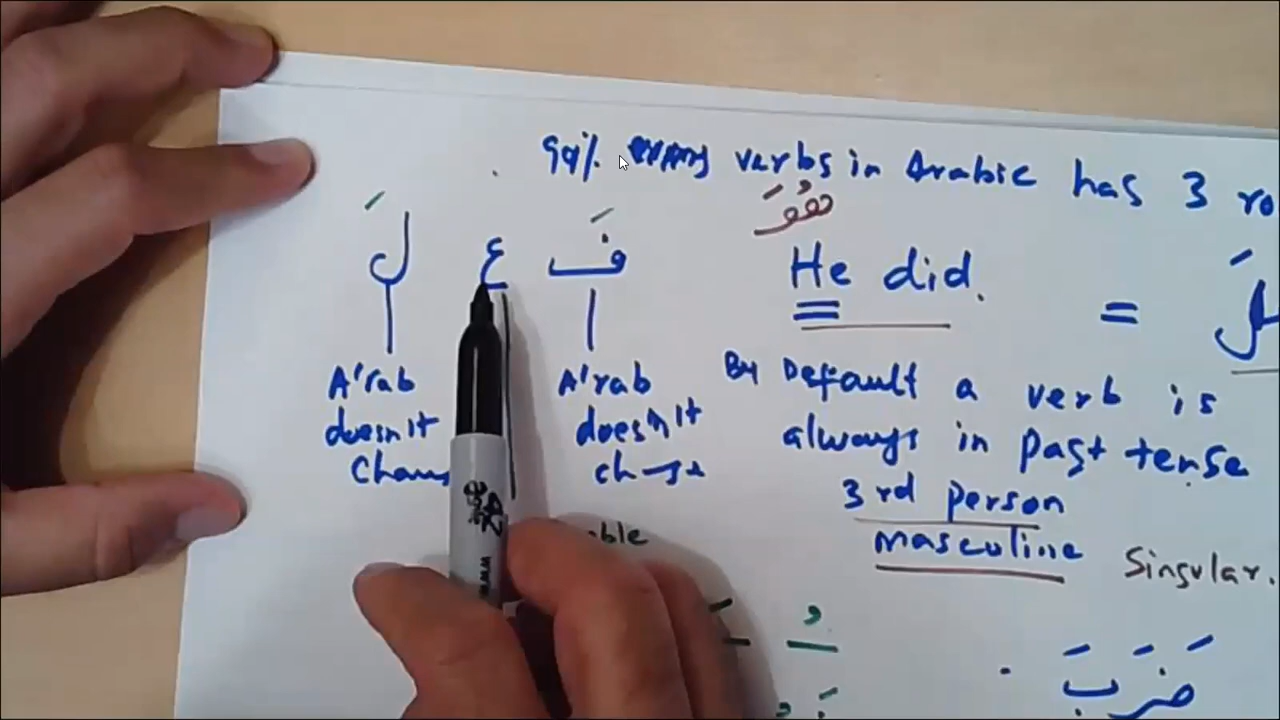 99% verbs in Arabic has 3
هُوَ
فَ ع لَ
He did. =
A'rab doesn't
A'rab doesn't
By Default a verb is
always in past tense
3rd person
masculine Singular.
ضَرَبَ